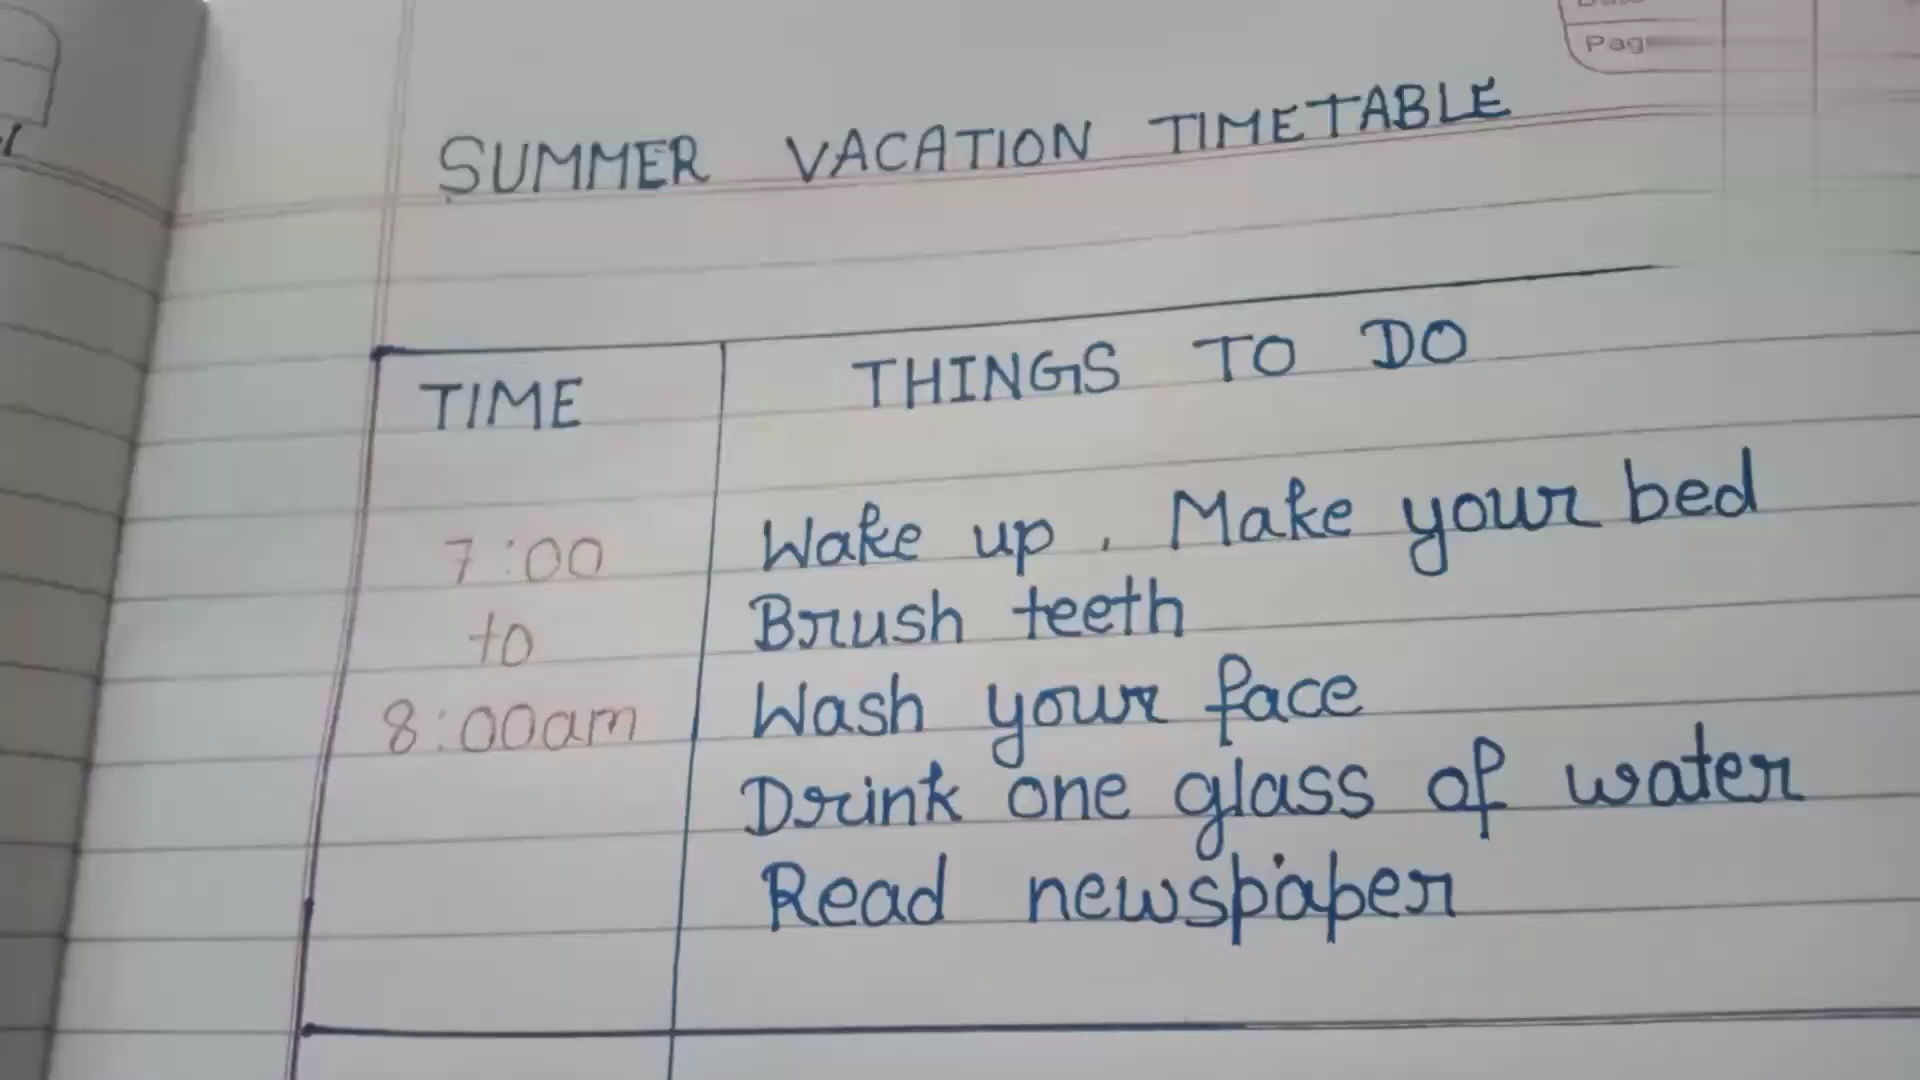 Pag
SUMMER VACATION TIMETABLE
TIME THINGS TO DO
7:00 Wake up, Make your bed
to Brush teeth
8:00am Wash your face
Drink one glass of water
Read newspaper